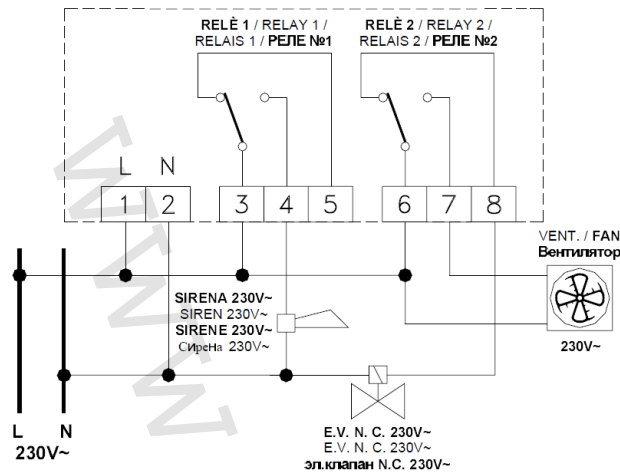 RELÈ 1 / RELAY 1 /
RELAIS 1 / РЕЛЕ №1
RELÈ 2 / RELAY 2 /
RELAIS 2 / РЕЛЕ №2
L N
1 2 3 4 5 6 7 8
VENT. / FAN
Вентилятор
230V~
SIRENA 230V~
SIREN 230V~
SIRENE 230V~
Сирена 230V~
E.V. N. C. 230V~
E.V. N. C. 230V~
эл.клапан N.C. 230V~
L N
230V~
www